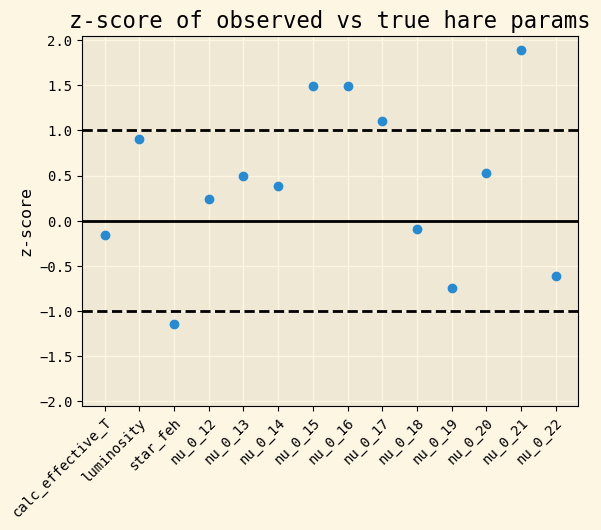 z-score of observed vs true hare params
2.0
1.5
1.0
0.5
0.0
−0.5
−1.0
−1.5
−2.0
z-score
calc_effective_T
luminosity
star_feh
nu_0_12
nu_0_13
nu_0_14
nu_0_15
nu_0_16
nu_0_17
nu_0_18
nu_0_19
nu_0_20
nu_0_21
nu_0_22